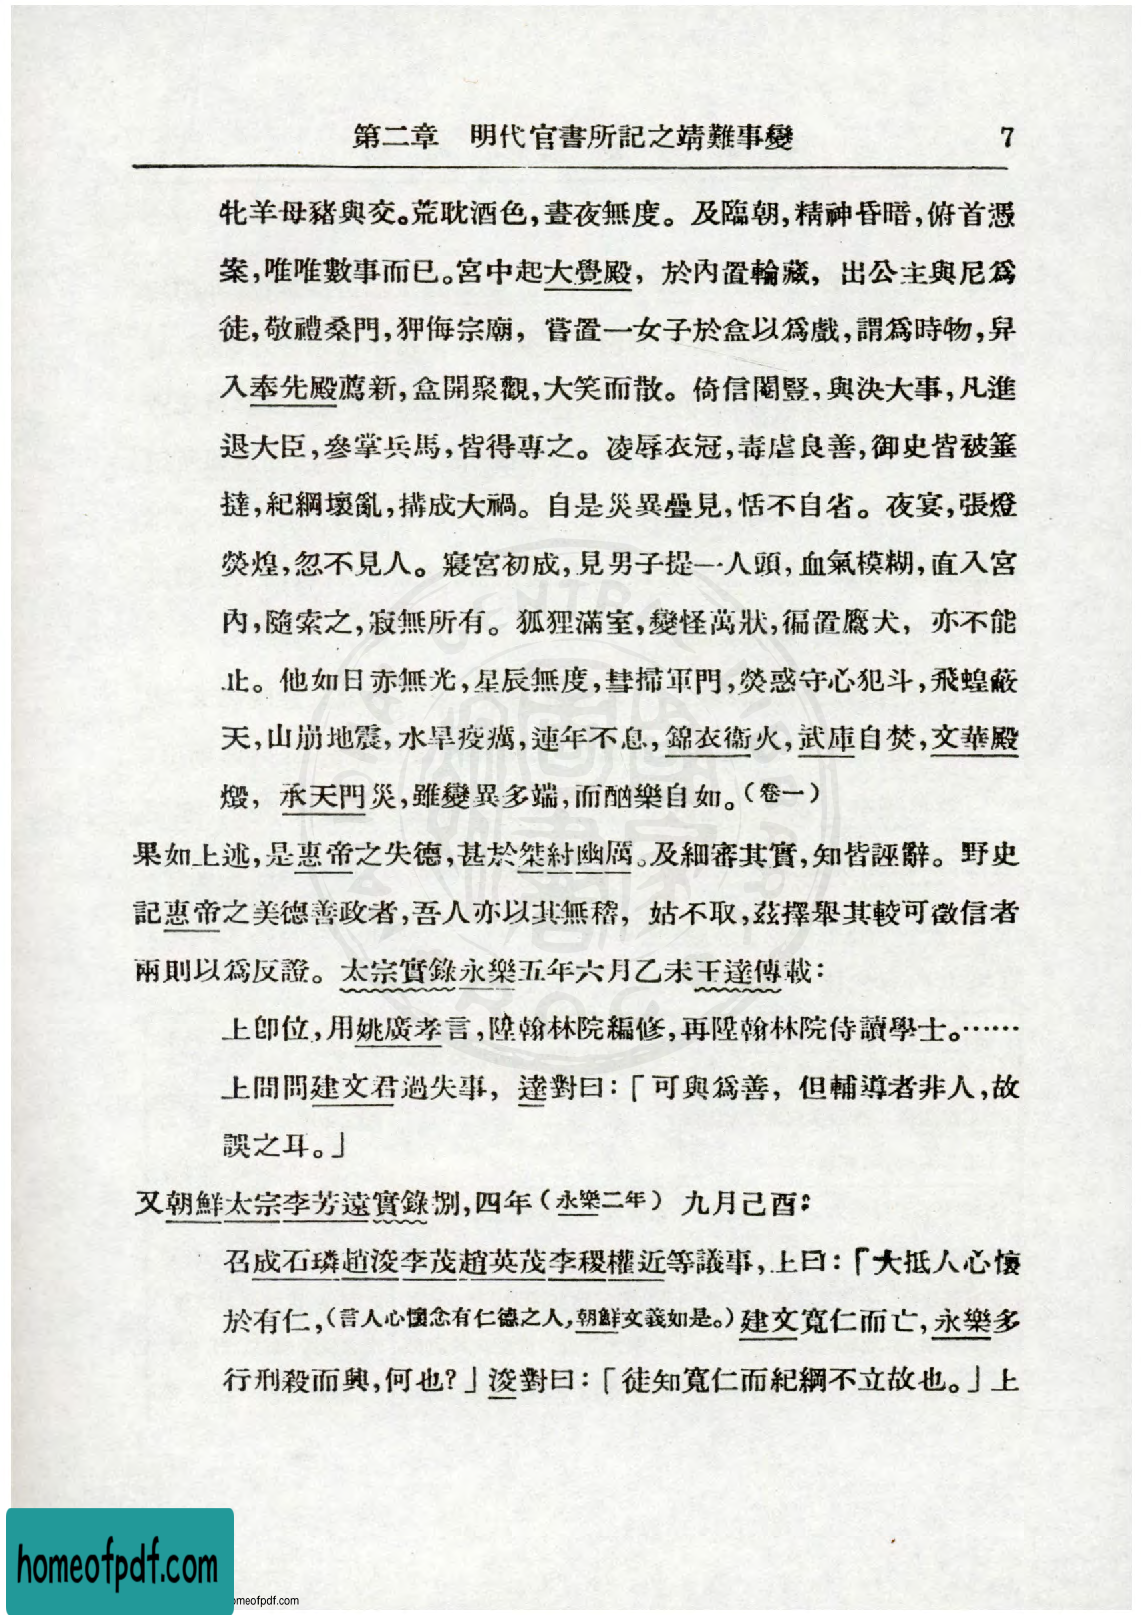 第二章　明代官書所記之靖難事變　7
牝羊母豬與交。荒耽酒色，晝夜無度。及臨朝，精神昏暗，俯首憑
案，唯唯數事而已。宮中起大覺殿，於內置輪藏，出公主與尼爲
徒，敬禮桑門，狎侮宗廟，嘗置一女子於盒以爲戲，謂爲時物，舁
入奉先殿薦新，盒開聚觀，大笑而散。倚信閹豎，與決大事，凡進
退大臣，參掌兵馬，皆得專之。凌辱衣冠，毒虐良善，御史皆被箠
撻，紀綱壞亂，搆成大禍。自是災異疊見，恬不自省。夜宴，張燈
熒煌，忽不見人。寢宮初成，見男子提一人頭，血氣模糊，直入宮
內，隨索之，寂無所有。狐狸滿室，變怪萬狀，徧置鷹犬，亦不能
止。他如日赤無光，星辰無度，彗掃軍門，熒惑守心犯斗，飛蝗蔽
天，山崩地震，水旱疫癘，連年不息，錦衣衞火，武庫自焚，文華殿
燬，承天門災，雖變異多端，而酗樂自如。（卷一）
果如上述，是惠帝之失德，甚於桀紂幽厲。及細審其實，知皆誣辭。野史
記惠帝之美德善政者，吾人亦以其無稽，姑不取，茲擇舉其較可徵信者
兩則以爲反證。太宗實錄永樂五年六月乙未王達傳載：
上卽位，用姚廣孝言，陞翰林院編修，再陞翰林院侍讀學士。……
上間問建文君過失事，達對曰：「可與爲善，但輔導者非人，故
誤之耳。」
又朝鮮太宗李芳遠實錄捌，四年（永樂二年）九月己酉：
召成石璘趙浚李茂趙英茂李稷權近等議事，上曰：「大抵人心懷
於有仁，（言人心懷念有仁德之人，朝鮮文義如是。）建文寬仁而亡，永樂多
行刑殺而興，何也？」浚對曰：「徒知寬仁而紀綱不立故也。」上
homeofpdf.com
omeofpdf.com